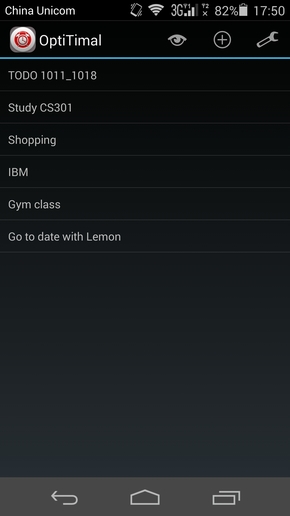 China Unicom 3G 82% 17:50
OptiTimal
TODO 1011_1018
Study CS301
Shopping
IBM
Gym class
Go to date with Lemon